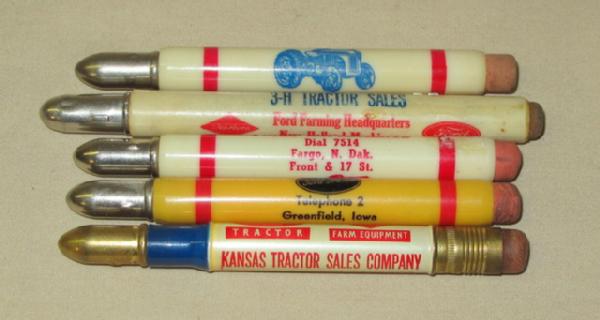 3-H TRACTOR SALES
Ford Farming Headquarters
Dial 7514
Fargo, N. Dak.
Front & 17 St.
Telephone 2
Greenfield, Iowa
TRACTOR FARM EQUIPMENT
KANSAS TRACTOR SALES COMPANY